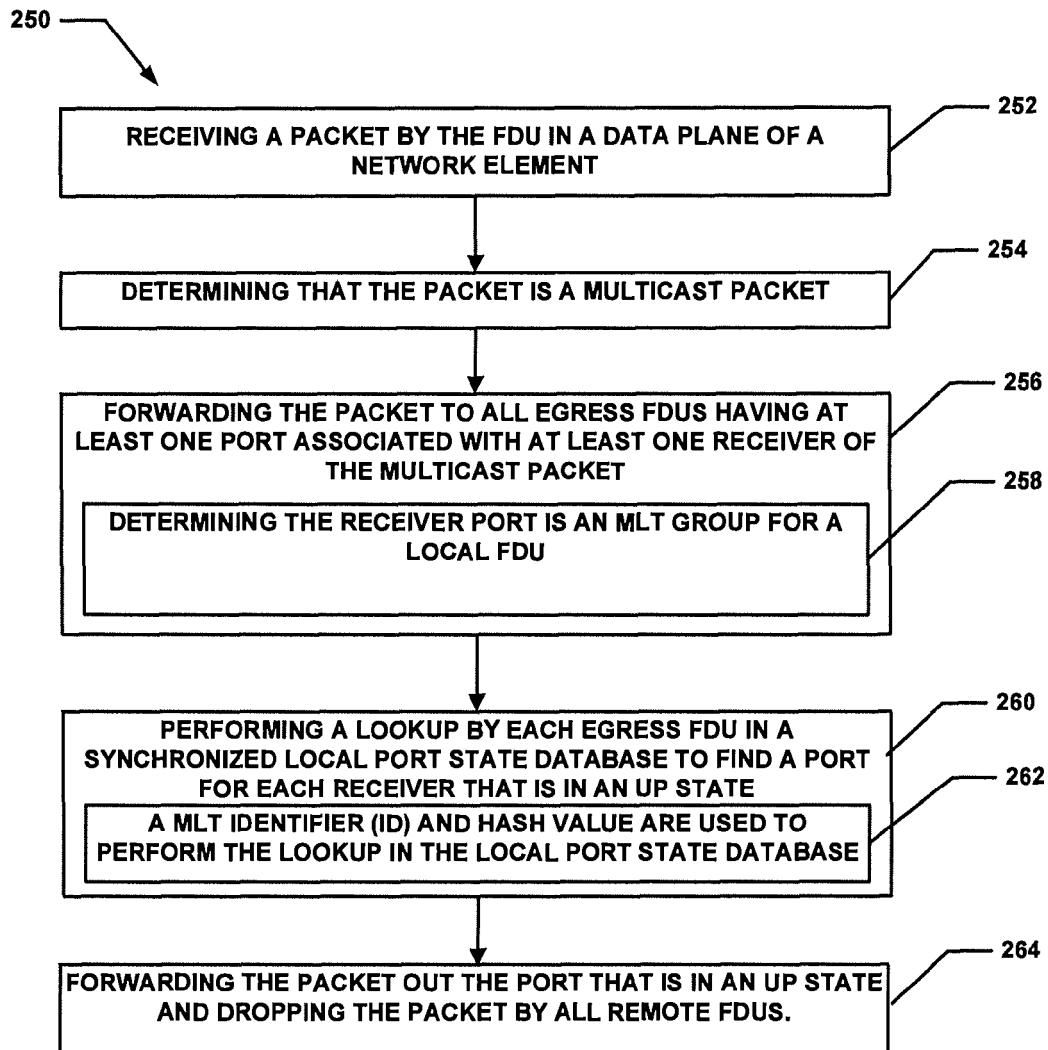 250
252
RECEIVING A PACKET BY THE FDU IN A DATA PLANE OF A
NETWORK ELEMENT
254
DETERMINING THAT THE PACKET IS A MULTICAST PACKET
256
FORWARDING THE PACKET TO ALL EGRESS FDUS HAVING AT
LEAST ONE PORT ASSOCIATED WITH AT LEAST ONE RECEIVER OF
THE MULTICAST PACKET
258
DETERMINING THE RECEIVER PORT IS AN MLT GROUP FOR A
LOCAL FDU
260
PERFORMING A LOOKUP BY EACH EGRESS FDU IN A
SYNCHRONIZED LOCAL PORT STATE DATABASE TO FIND A PORT
FOR EACH RECEIVER THAT IS IN AN UP STATE
262
A MLT IDENTIFIER (ID) AND HASH VALUE ARE USED TO
PERFORM THE LOOKUP IN THE LOCAL PORT STATE DATABASE
264
FORWARDING THE PACKET OUT THE PORT THAT IS IN AN UP STATE
AND DROPPING THE PACKET BY ALL REMOTE FDUS.